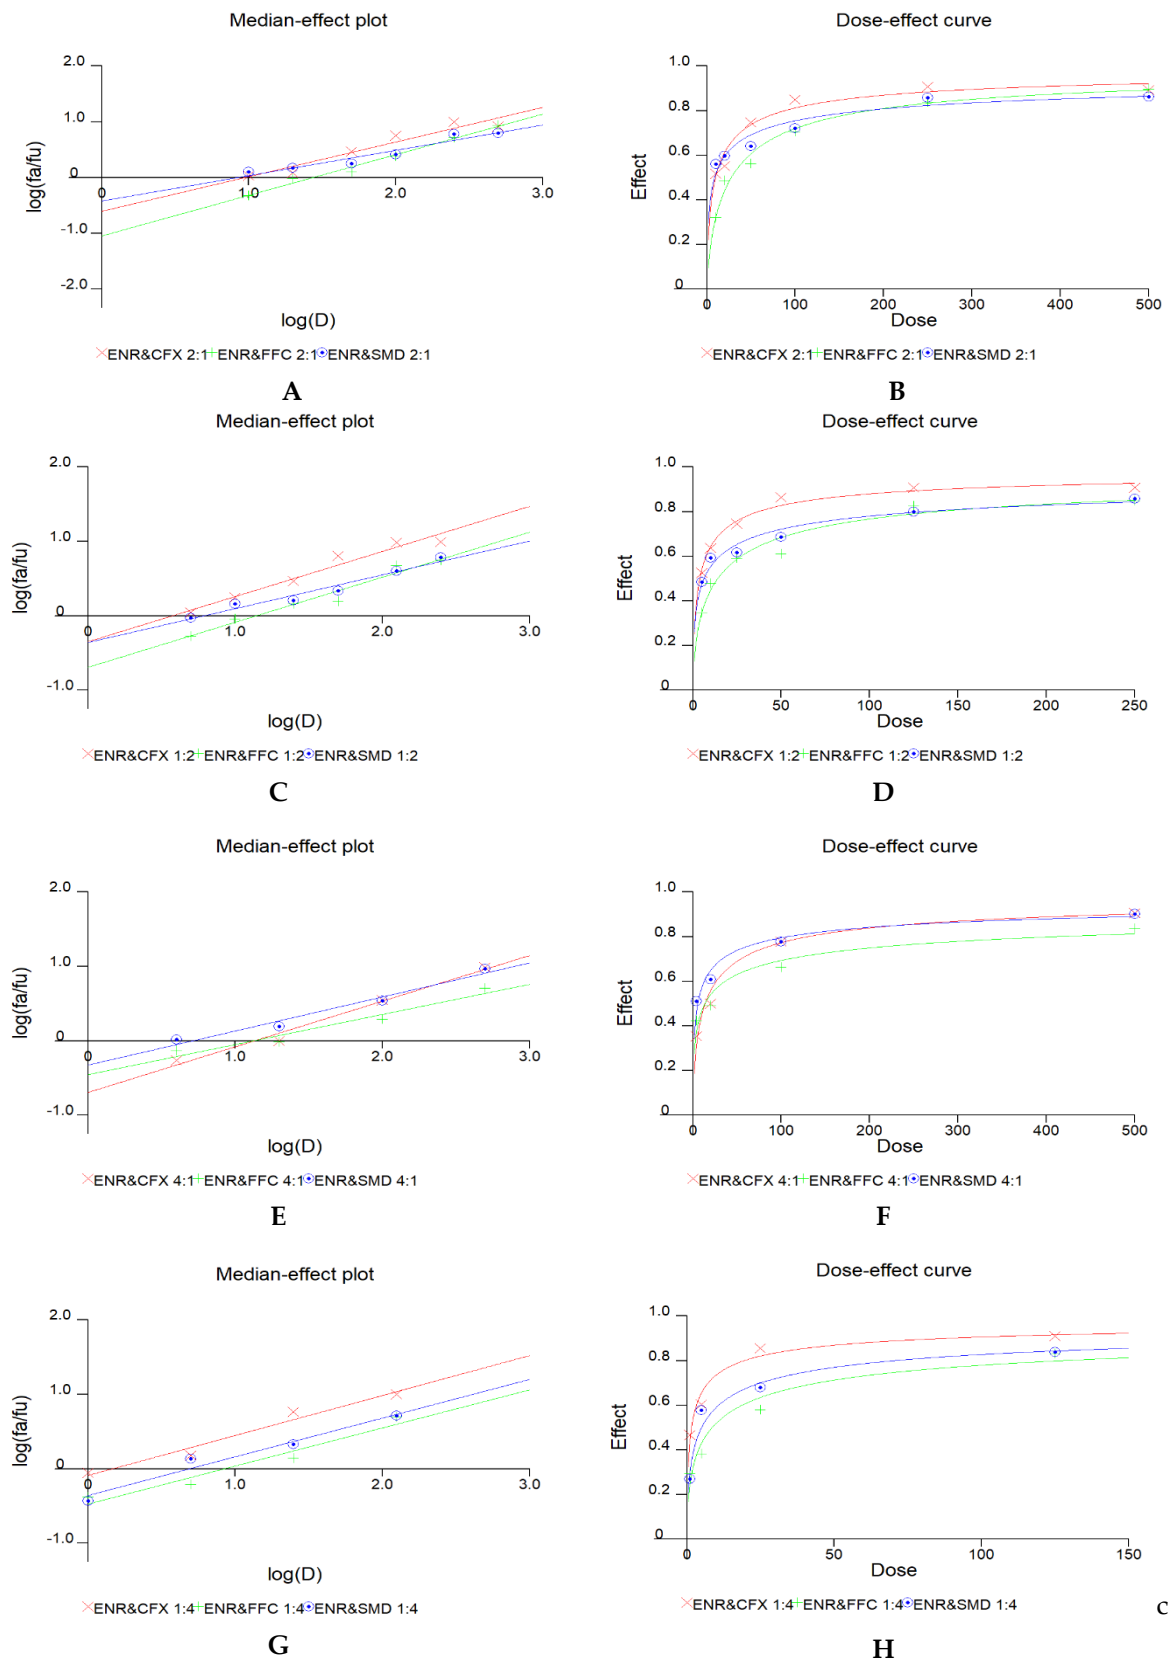 Median-effect plot
2.0
1.0
0
-1.0
-2.0
0 1.0 2.0 3.0
log(fa/fu)
log(D)
ENR&CFX 2:1 ENR&FFC 2:1 ENR&SMD 2:1
A
Dose-effect curve
1.0
0.8
0.6
0.4
0.2
0
0 100 200 300 400 500
Effect
Dose
ENR&CFX 2:1 ENR&FFC 2:1 ENR&SMD 2:1
B
Median-effect plot
2.0
1.0
0
-1.0
0 1.0 2.0 3.0
log(fa/fu)
log(D)
ENR&CFX 1:2 ENR&FFC 1:2 ENR&SMD 1:2
C
Dose-effect curve
1.0
0.8
0.6
0.4
0.2
0
0 50 100 150 200 250
Effect
Dose
ENR&CFX 1:2 ENR&FFC 1:2 ENR&SMD 1:2
D
Median-effect plot
2.0
1.0
0
-1.0
0 1.0 2.0 3.0
log(fa/fu)
log(D)
ENR&CFX 4:1 ENR&FFC 4:1 ENR&SMD 4:1
E
Dose-effect curve
1.0
0.8
0.6
0.4
0.2
0
0 100 200 300 400 500
Effect
Dose
ENR&CFX 4:1 ENR&FFC 4:1 ENR&SMD 4:1
F
Median-effect plot
2.0
1.0
0
-1.0
0 1.0 2.0 3.0
log(fa/fu)
log(D)
ENR&CFX 1:4 ENR&FFC 1:4 ENR&SMD 1:4
G
Dose-effect curve
1.0
0.8
0.6
0.4
0.2
0
0 50 100 150
Effect
Dose
ENR&CFX 1:4 ENR&FFC 1:4 ENR&SMD 1:4
c
H